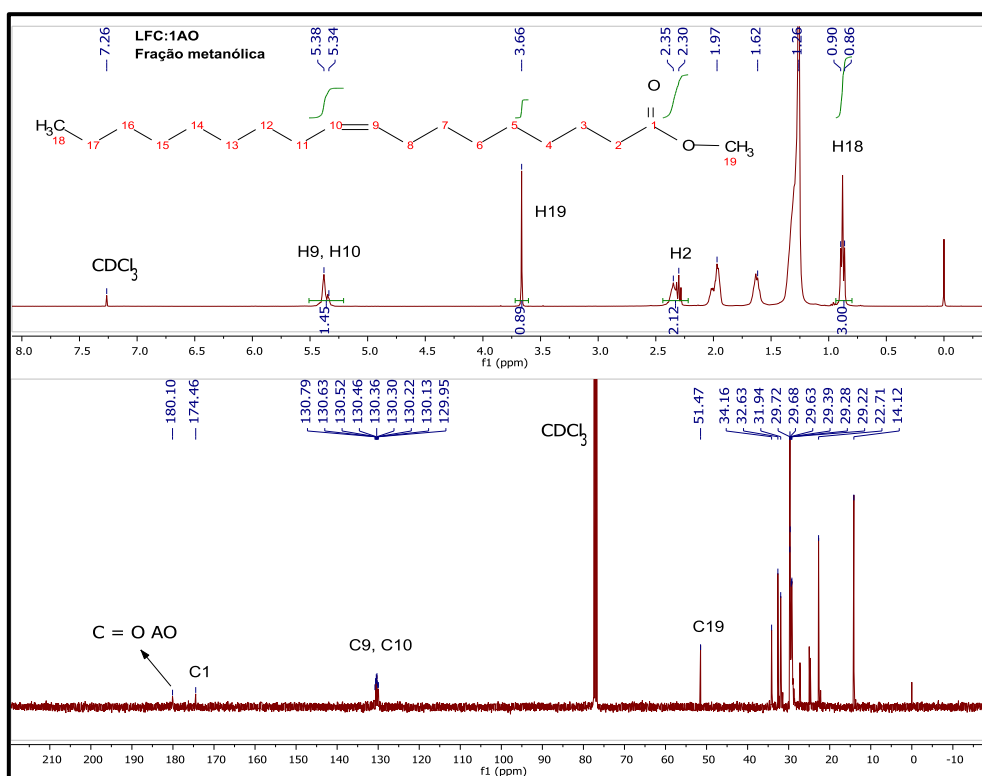 LFC:1AO
Fração metanólica
7.26
5.38
5.34
3.66
2.35
2.30
1.97
1.62
1.26
0.90
0.86
H3C
18
17
16
15
14
13
12
11
10
9
8
7
6
5
4
3
2
1
O
O
CH3
19
CDCl3
H9, H10
H19
H2
H18
1.45
0.89
2.12
3.00
8.0 7.5 7.0 6.5 6.0 5.5 5.0 4.5 4.0 3.5 3.0 2.5 2.0 1.5 1.0 0.5 0.0
f1 (ppm)
180.10
174.46
130.79
130.63
130.52
130.46
130.36
130.30
130.22
130.13
129.95
51.47
34.16
32.63
31.94
29.72
29.68
29.63
29.39
29.28
29.22
22.71
14.12
CDCl3
C = O AO
C1
C9, C10
C19
210 200 190 180 170 160 150 140 130 120 110 100 90 80 70 60 50 40 30 20 10 0 -10
f1 (ppm)